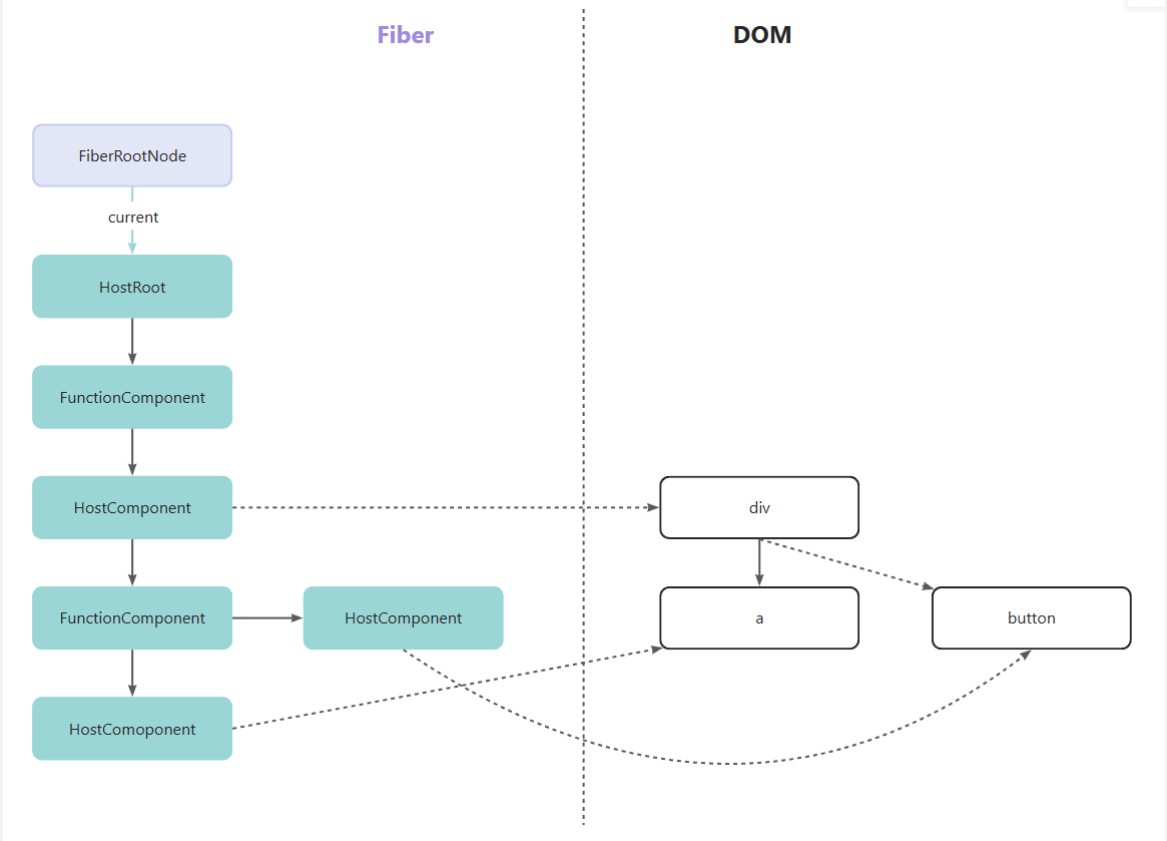 Fiber
DOM
FiberRootNode
current
HostRoot
FunctionComponent
HostComponent
div
FunctionComponent
HostComponent
a
button
HostComoponent